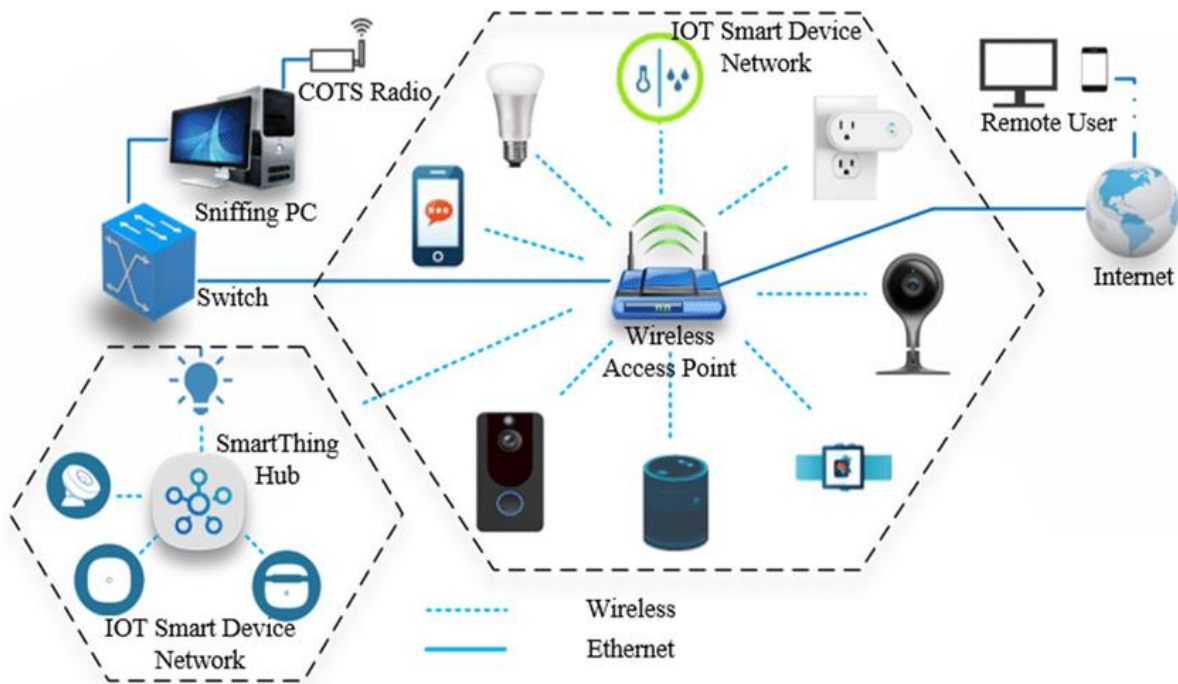 COTS Radio
Sniffing PC
Switch
IOT Smart Device
Network
Remote User
Internet
Wireless
Access Point
SmartThing
Hub
IOT Smart Device
Network
Wireless
Ethernet